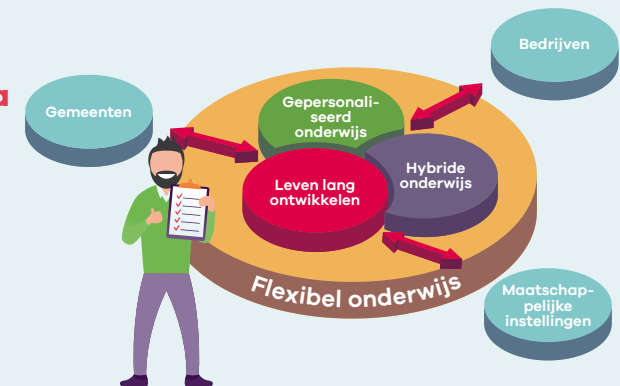 a
Bedrijven
Gemeenten
Gepersonali-
seerd
onderwijs
Hybride
onderwijs
Leven lang
ontwikkelen
Flexibel onderwijs
Maatschap-
pelijke
instellingen